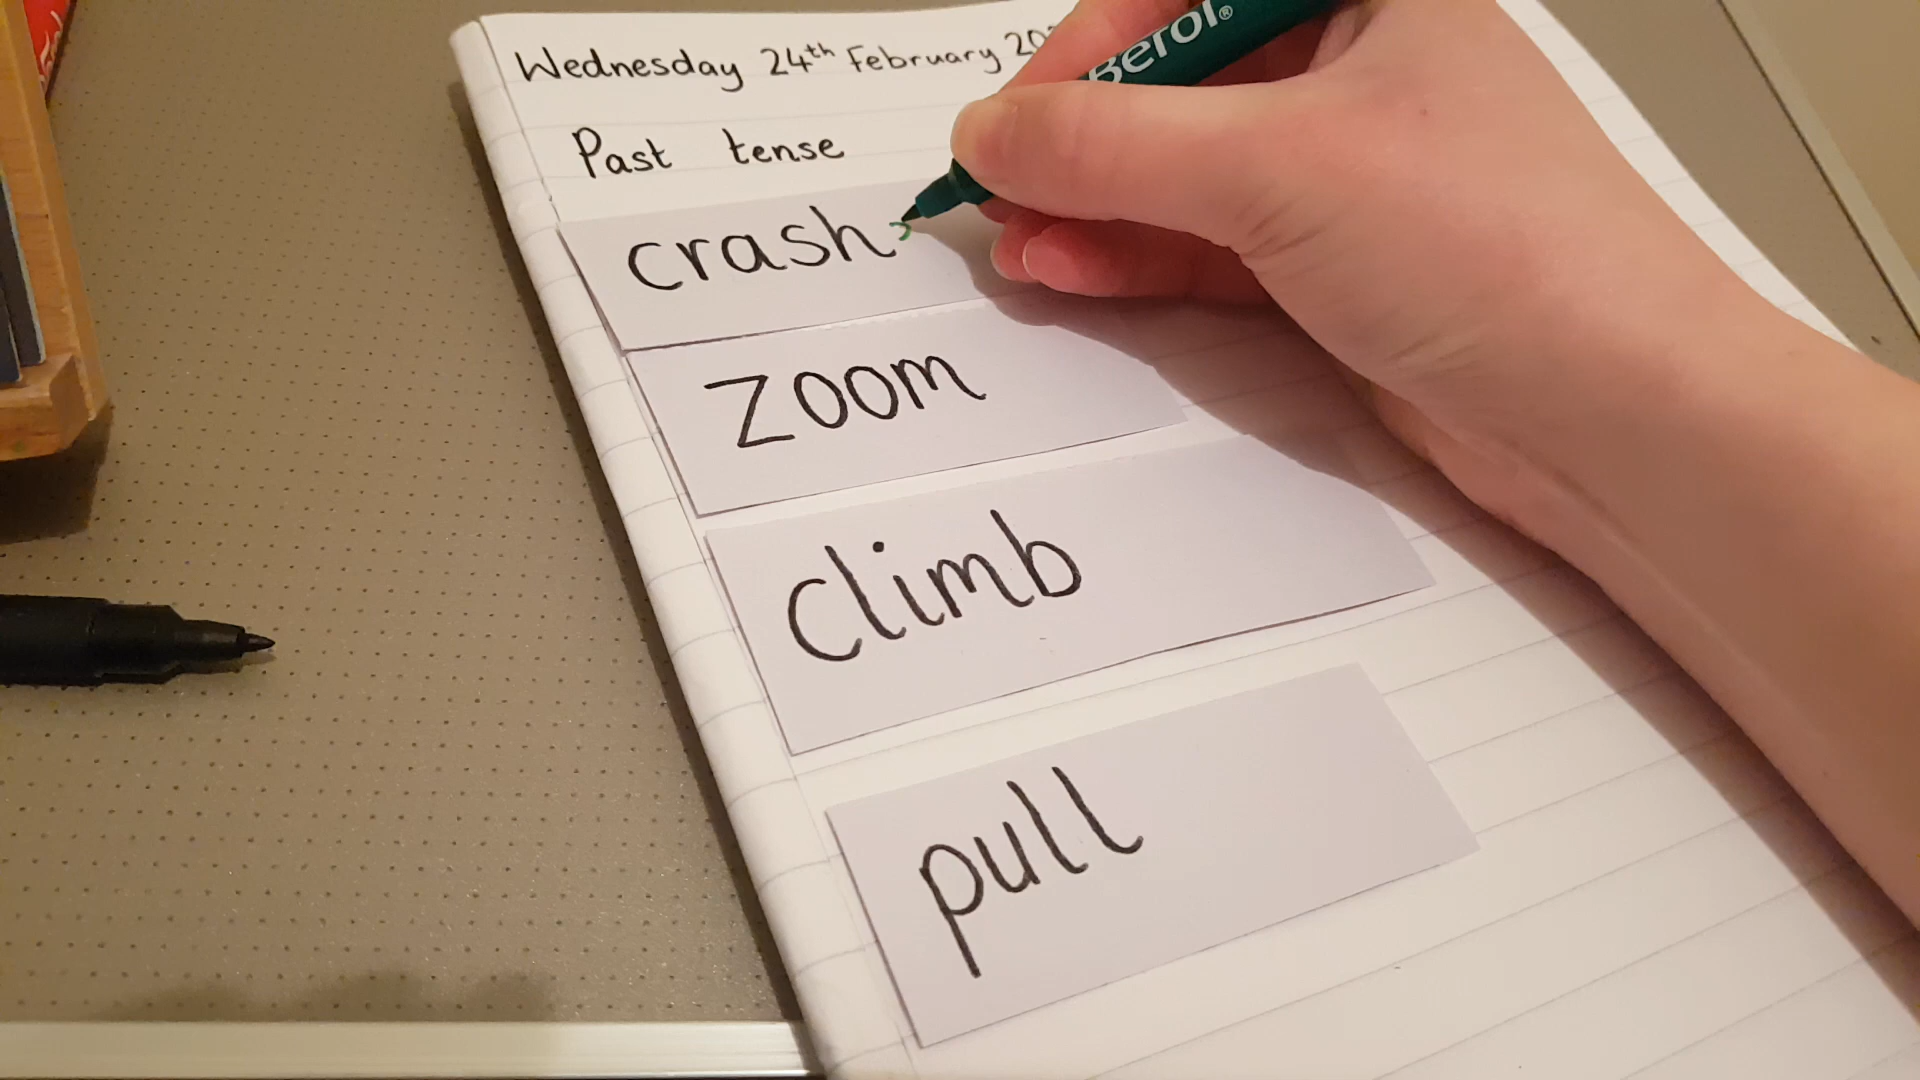 Wednesday 24th February
Past tense
crash
zoom
climb
pull
Berol®